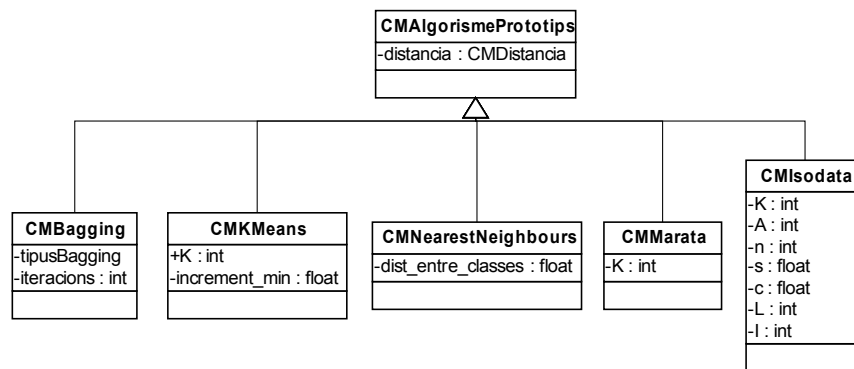 CMAlgorismePrototips
-distancia : CMDistancia
CMBagging
-tipusBagging
-iteracions : int
CMKMeans
+K : int
-increment_min : float
CMNearestNeighbours
-dist_entre_classes : float
CMMarata
-K : int
CMIsodata
-K : int
-A : int
-n : int
-s : float
-c : float
-L : int
-I : int